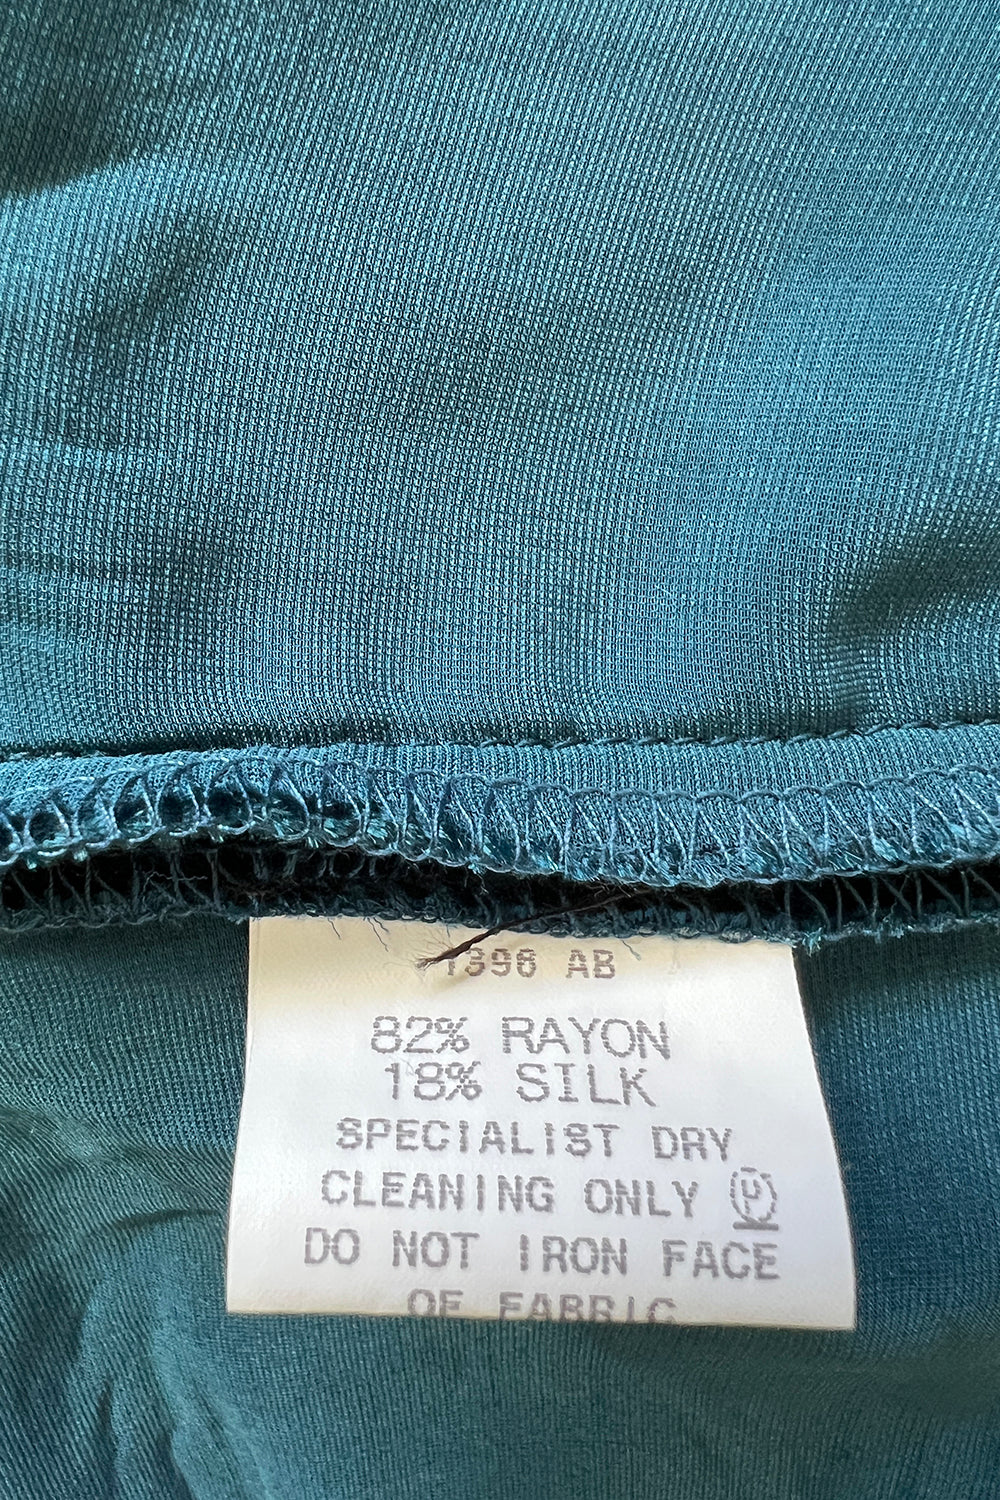 1396 AB
82% RAYON
18% SILK
SPECIALIST DRY
CLEANING ONLY P
DO NOT IRON FACE
OF FABRIC